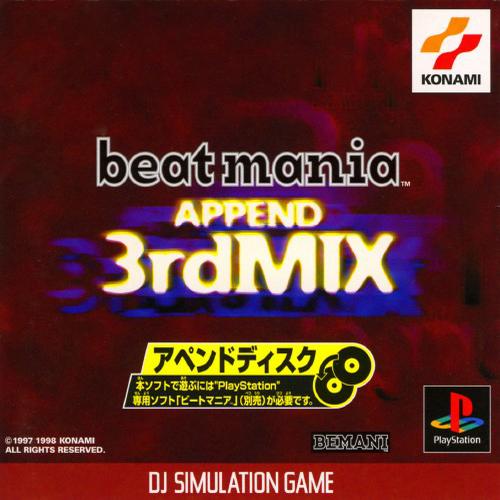 KONAMI
beatmania™
APPEND
3rdMIX
アペンドディスク
本ソフトで遊ぶには"PlayStation"
専用ソフト「ビートマニア」(別売)が必要です。
BEMANI
PlayStation
©1997 1998 KONAMI
ALL RIGHTS RESERVED.
DJ SIMULATION GAME